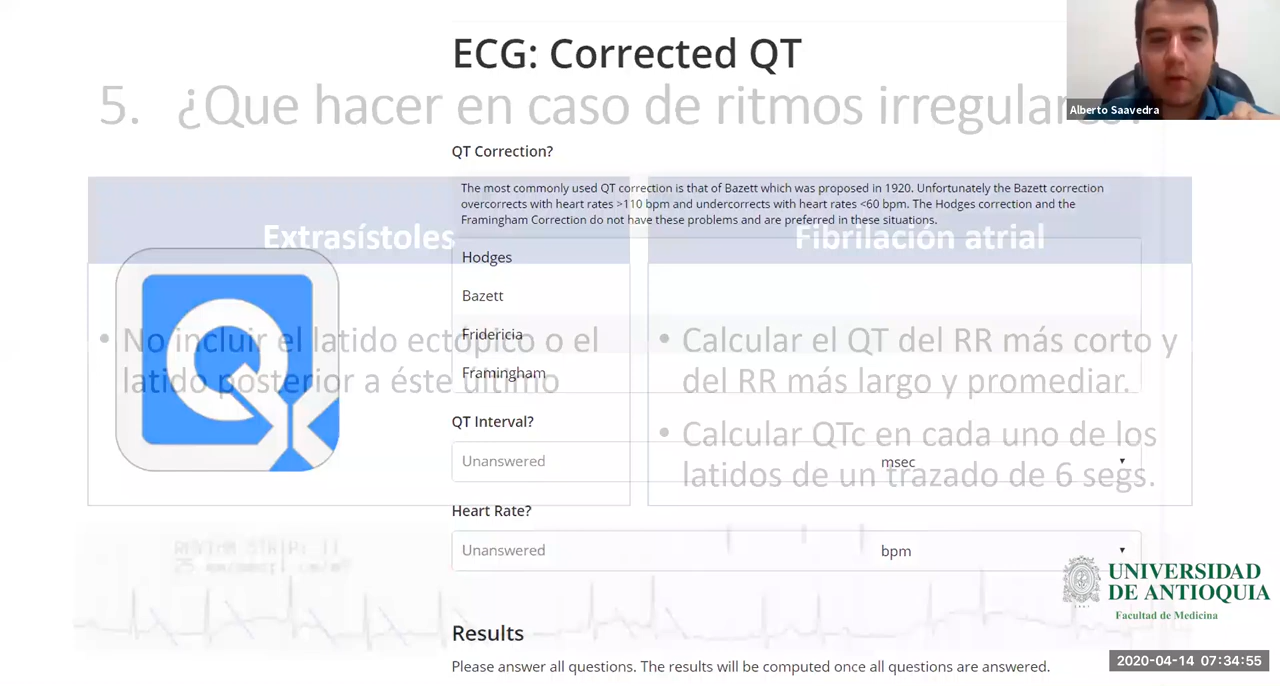 ECG: Corrected QT
5. ¿Que hacer en caso de ritmos irregulares?
Alberto Saavedra
QT Correction?
The most commonly used QT correction is that of Bazett which was proposed in 1920. Unfortunately the Bazett correction
overcorrects with heart rates >110 bpm and undercorrects with heart rates <60 bpm. The Hodges correction and the
Framingham Correction do not have these problems and are preferred in these situations.
Extrasístoles
Fibrilación atrial
Hodges
Bazett
Fridericia
Framingham
• No incluir el latido ectópico o el
latido posterior a éste último
• Calcular el QT del RR más corto y
del RR más largo y promediar.
• Calcular QTc en cada uno de los
latidos de un trazado de 6 segs.
QT Interval?
Unanswered
msec
Heart Rate?
Unanswered
bpm
RHYTHM STRIP: II
UNIVERSIDAD
DE ANTIOQUIA
Facultad de Medicina
Results
Please answer all questions. The results will be computed once all questions are answered.
2020-04-14 07:34:55